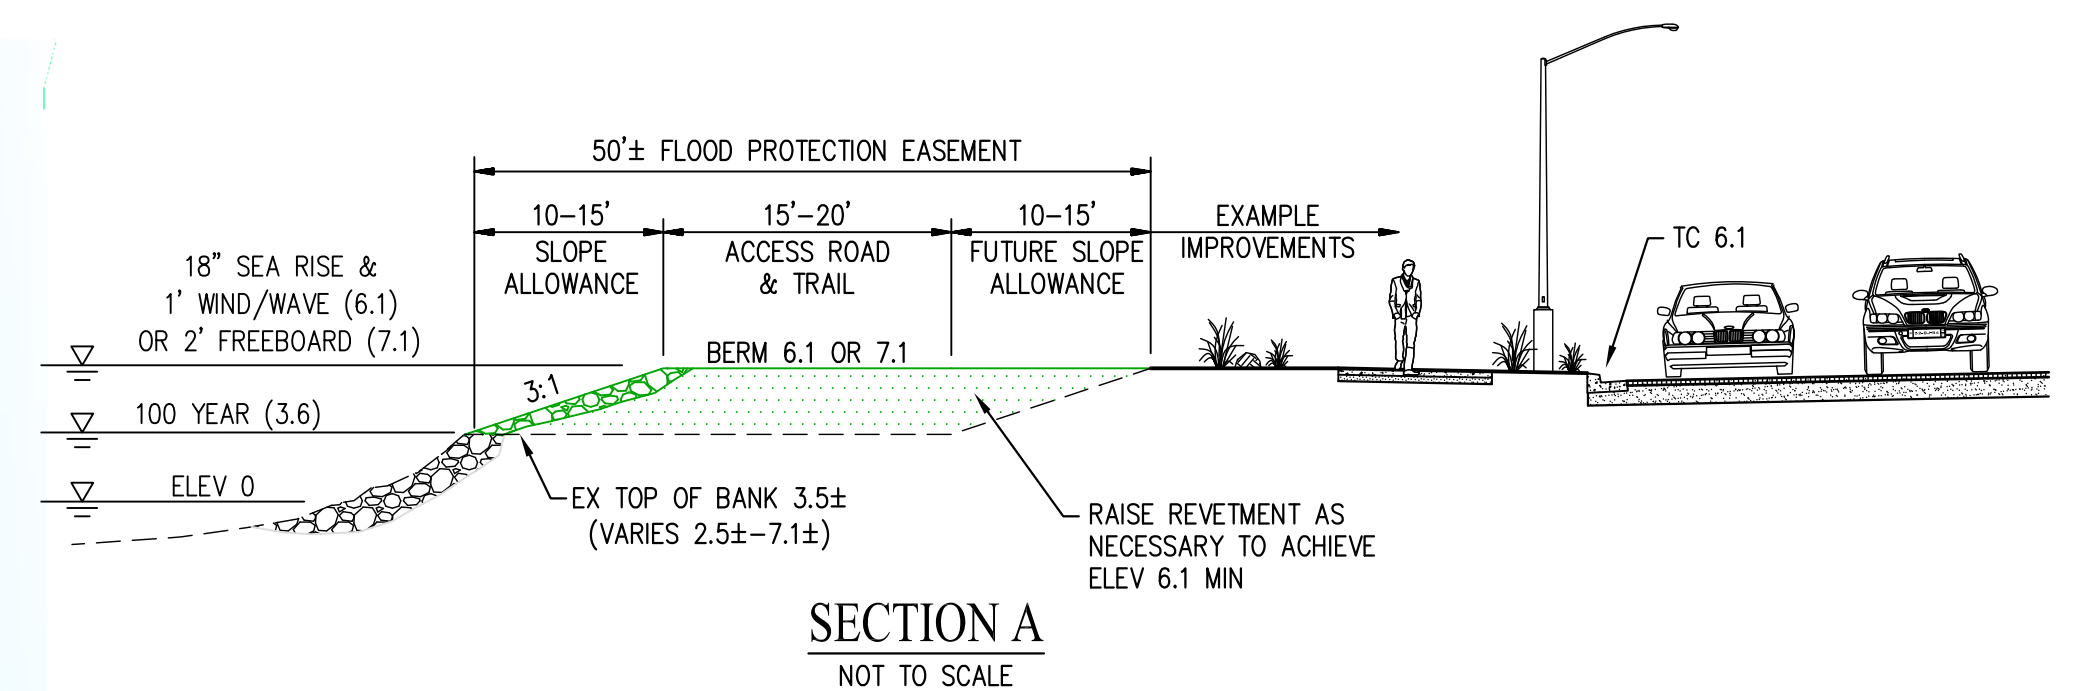 50'± FLOOD PROTECTION EASEMENT
10-15'
SLOPE
ALLOWANCE
15'-20'
ACCESS ROAD
& TRAIL
10-15'
FUTURE SLOPE
ALLOWANCE
EXAMPLE
IMPROVEMENTS
TC 6.1
18" SEA RISE &
1' WIND/WAVE (6.1)
OR 2' FREEBOARD (7.1)
BERM 6.1 OR 7.1
3:1
100 YEAR (3.6)
ELEV 0
EX TOP OF BANK 3.5±
(VARIES 2.5±-7.1±)
RAISE REVETMENT AS
NECESSARY TO ACHIEVE
ELEV 6.1 MIN
SECTION A
NOT TO SCALE